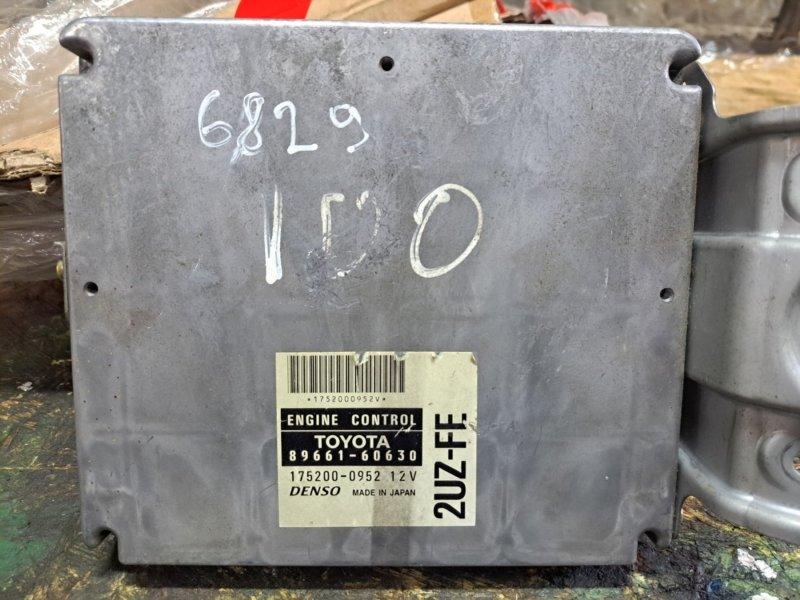 6829
100
*1752000952V*
ENGINE CONTROL
TOYOTA
89661-60630
175200-0952 12V
DENSO MADE IN JAPAN
2UZ-FE